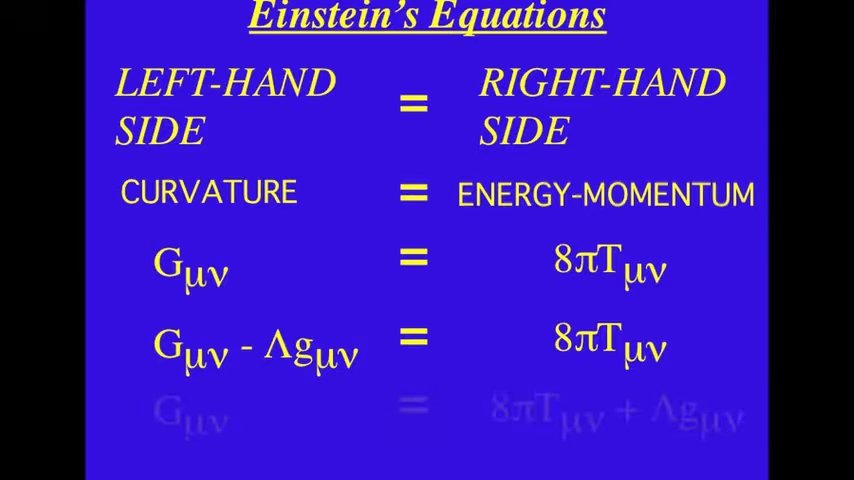 Einstein's Equations
LEFT-HAND SIDE = RIGHT-HAND SIDE
CURVATURE = ENERGY-MOMENTUM
Gμν = 8πTμν
Gμν - Λgμν = 8πTμν
Gμν = 8πTμν + Λgμν